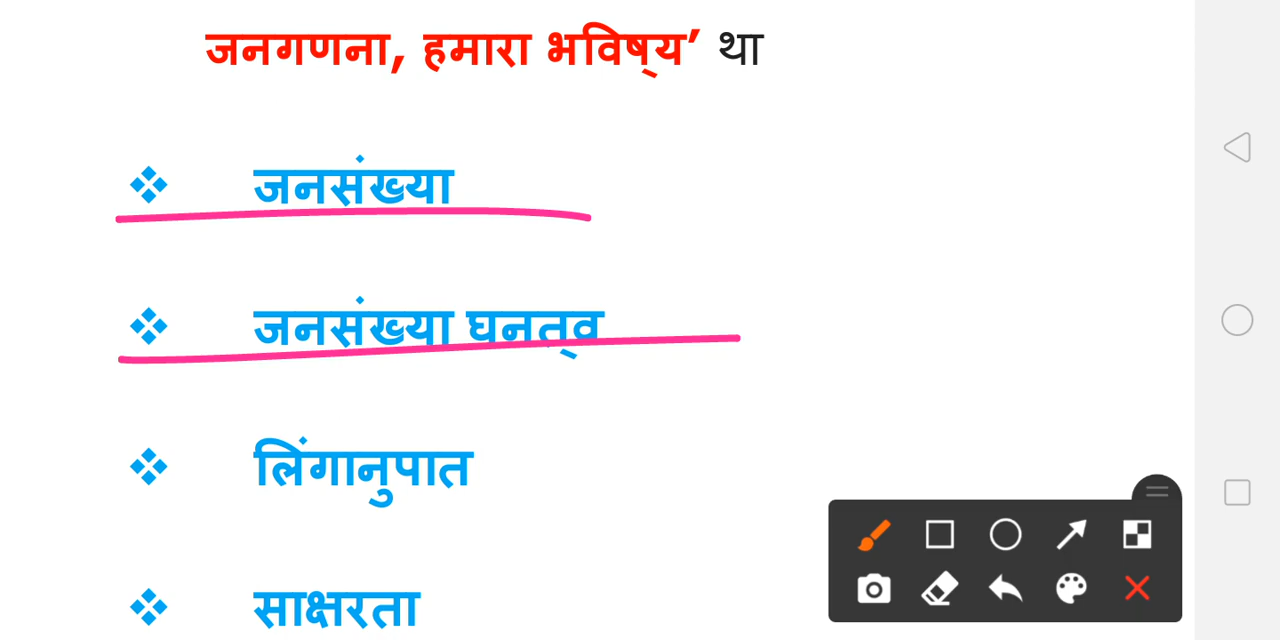 जनगणना, हमारा भविष्य’ था
❖ जनसंख्या
❖ जनसंख्या घनत्व
❖ लिंगानुपात
❖ साक्षरता